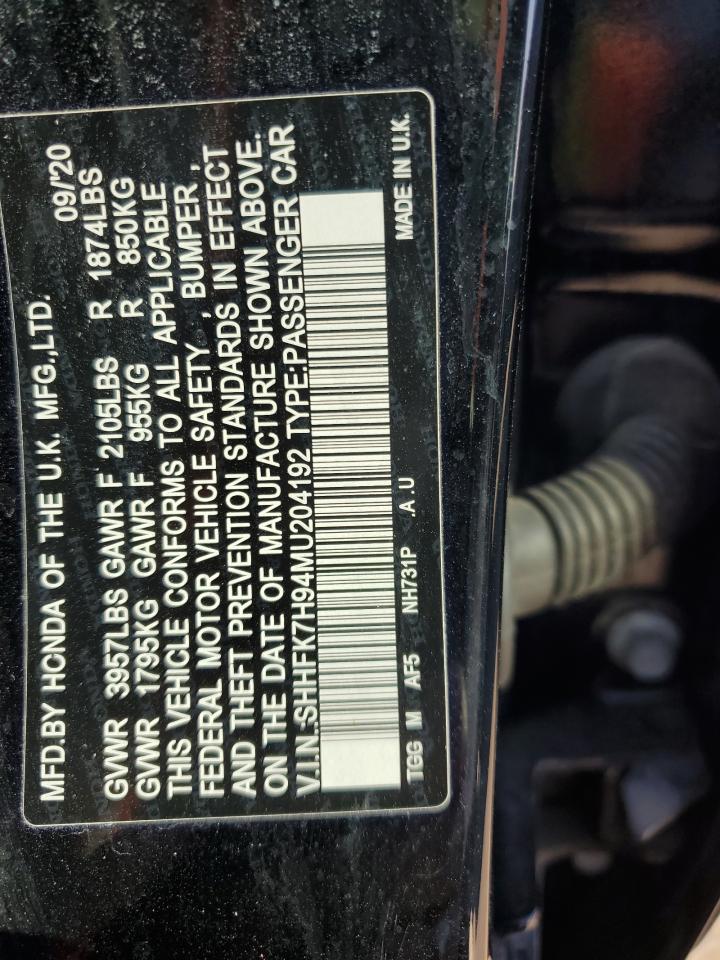 MFD.BY HONDA OF THE U.K. MFG.,LTD. 09/'20
GVWR 3957LBS GAWR F 2105LBS R 1874LBS
GVWR 1795KG GAWR F 955KG R 850KG
THIS VEHICLE CONFORMS TO ALL APPLICABLE
FEDERAL MOTOR VEHICLE SAFETY , BUMPER ,
AND THEFT PREVENTION STANDARDS IN EFFECT
ON THE DATE OF MANUFACTURE SHOWN ABOVE.
V.I.N.:SHHFK7H94MU204192 TYPE:PASSENGER CAR
TGG M AF5 NH731P A.U MADE IN U.K.